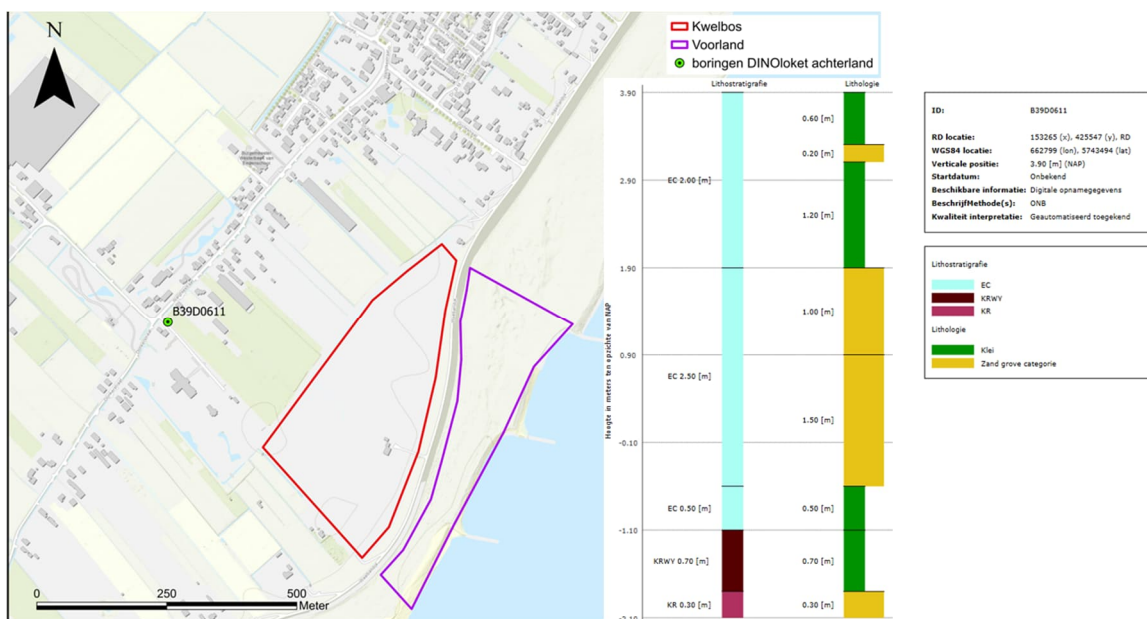 N
Kwelbos
Voorland
boringen DINOloket achterland
B39D0611
0 250 500
Meter
Lithostratigrafie
Lithologie
Hoogte in meters ten opzichte van NAP
3.90
2.90
1.90
0.90
-0.10
-1.10
-2.10
EC 2.00 [m]
EC 2.50 [m]
EC 0.50 [m]
KRWY 0.70 [m]
KR 0.30 [m]
0.60 [m]
0.20 [m]
1.20 [m]
1.00 [m]
1.50 [m]
0.50 [m]
0.70 [m]
0.30 [m]
ID: B39D0611
RD locatie: 153265 (x), 425547 (y), RD
WGS84 locatie: 662799 (lon), 5743494 (lat)
Verticale positie: 3.90 [m] (NAP)
Startdatum: Onbekend
Beschikbare informatie: Digitale opnamegegevens
BeschrijfMethode(s): ONB
Kwaliteit interpretatie: Geautomatiseerd toegekend
Lithostratigrafie
EC
KRWY
KR
Lithologie
Klei
Zand grove categorie